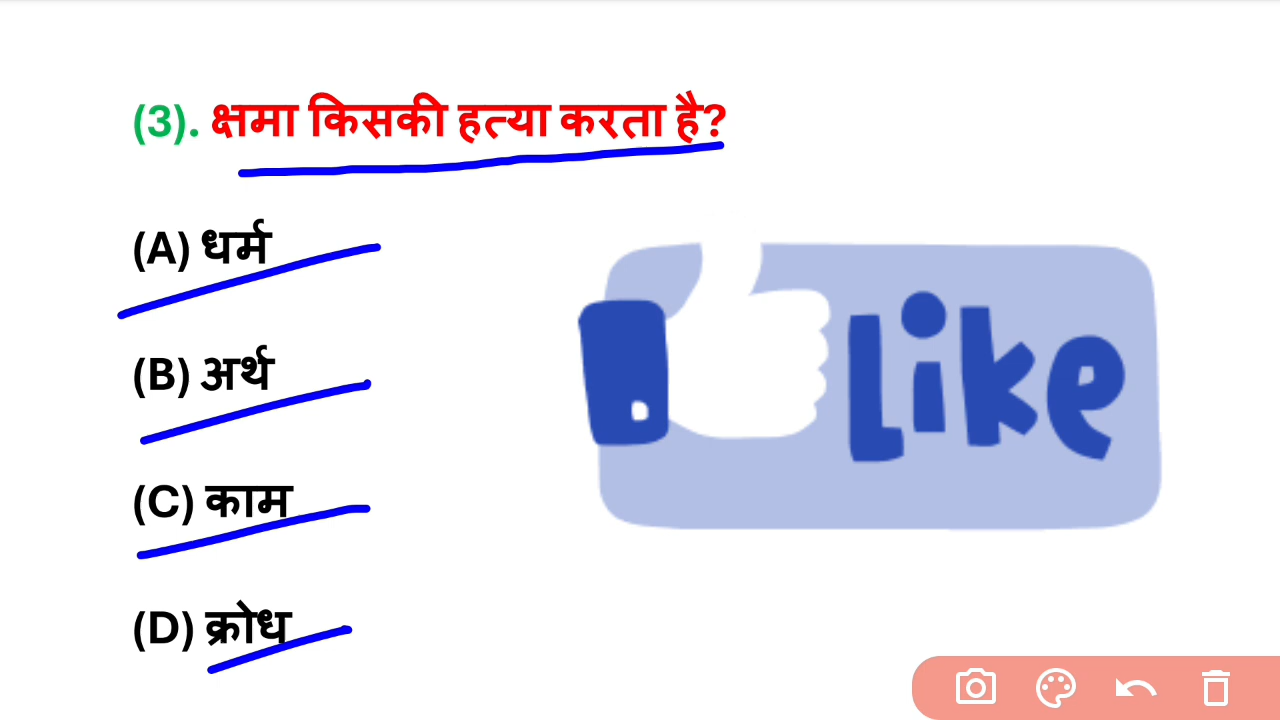 (3). क्षमा किसकी हत्या करता है?
(A) धर्म
(B) अर्थ
(C) काम
(D) क्रोध
Like